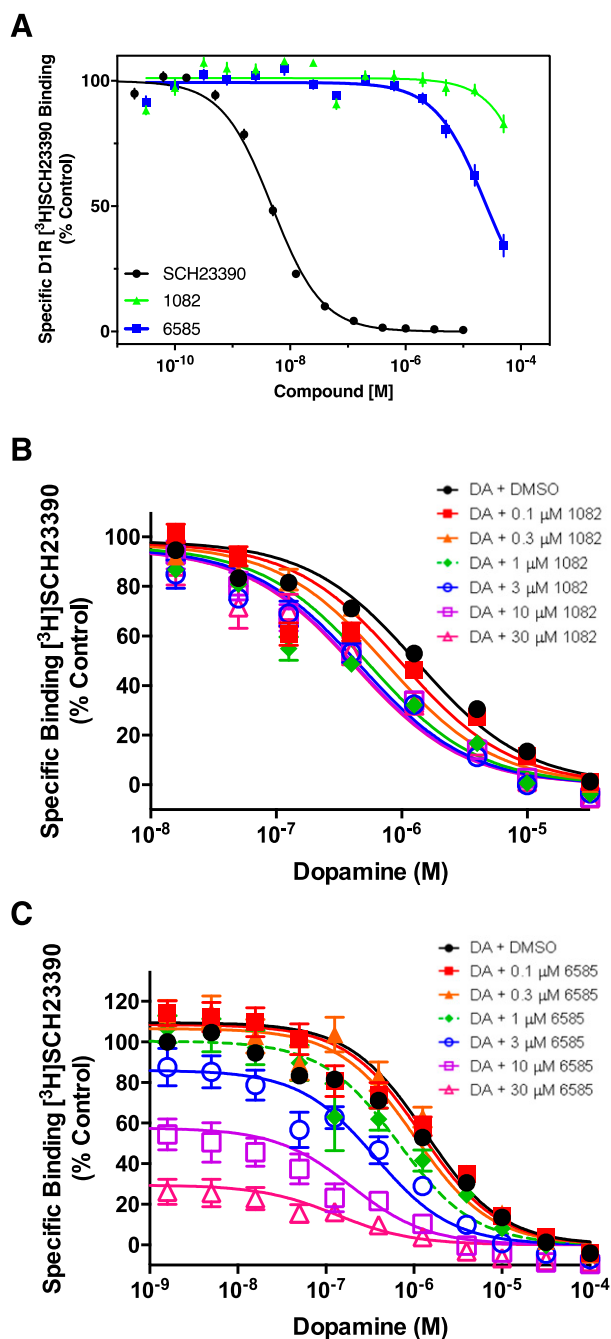 A
Specific D1R [³H]SCH23390 Binding
(% Control)
100
50
0
SCH23390
1082
6585
10⁻¹⁰
10⁻⁸
10⁻⁶
10⁻⁴
Compound [M]
B
Specific Binding [³H]SCH23390
(% Control)
100
80
60
40
20
0
DA + DMSO
DA + 0.1 µM 1082
DA + 0.3 µM 1082
DA + 1 µM 1082
DA + 3 µM 1082
DA + 10 µM 1082
DA + 30 µM 1082
10⁻⁸
10⁻⁷
10⁻⁶
10⁻⁵
Dopamine (M)
C
Specific Binding [³H]SCH23390
(% Control)
120
100
80
60
40
20
0
DA + DMSO
DA + 0.1 µM 6585
DA + 0.3 µM 6585
DA + 1 µM 6585
DA + 3 µM 6585
DA + 10 µM 6585
DA + 30 µM 6585
10⁻⁹
10⁻⁸
10⁻⁷
10⁻⁶
10⁻⁵
10⁻⁴
Dopamine (M)